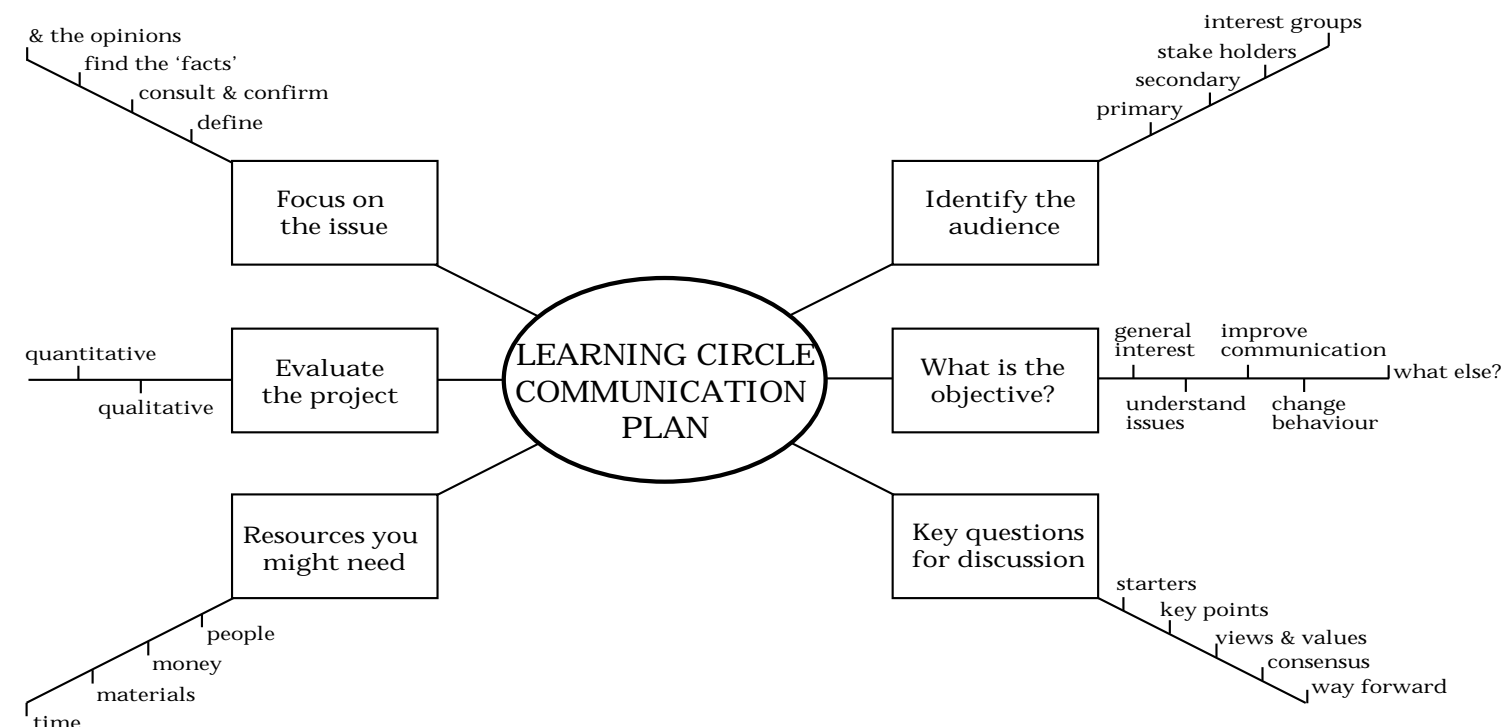 & the opinions
find the ‘facts’
consult & confirm
define
Focus on
the issue
interest groups
stake holders
secondary
primary
Identify the
audience
quantitative
qualitative
Evaluate
the project
LEARNING CIRCLE
COMMUNICATION
PLAN
What is the
objective?
general
interest
improve
communication
what else?
understand
issues
change
behaviour
Resources you
might need
people
money
materials
time
Key questions
for discussion
starters
key points
views & values
consensus
way forward